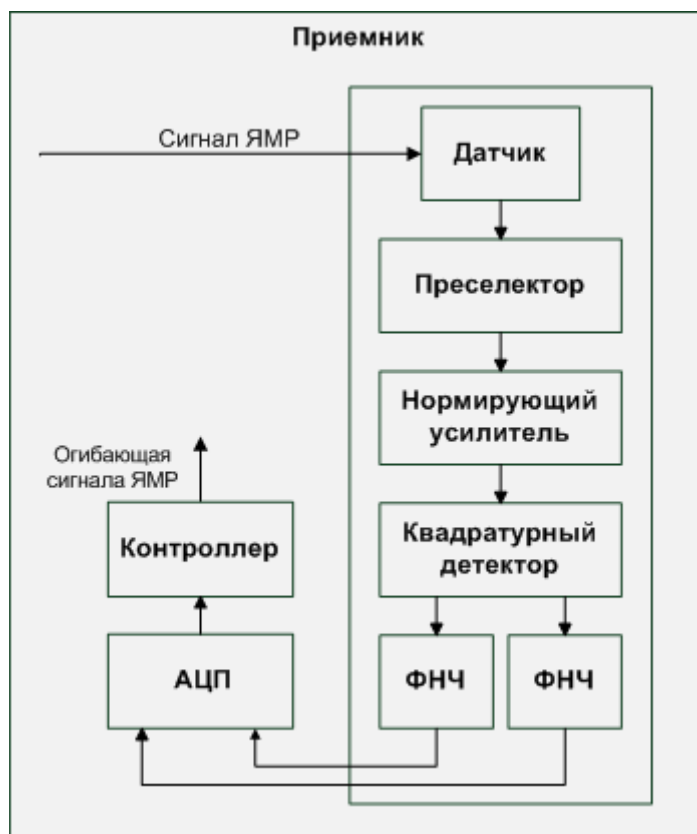 Приемник
Сигнал ЯМР
Датчик
Преселектор
Нормирующий
усилитель
Квадратурный
детектор
ФНЧ
ФНЧ
Огибающая
сигнала ЯМР
Контроллер
АЦП